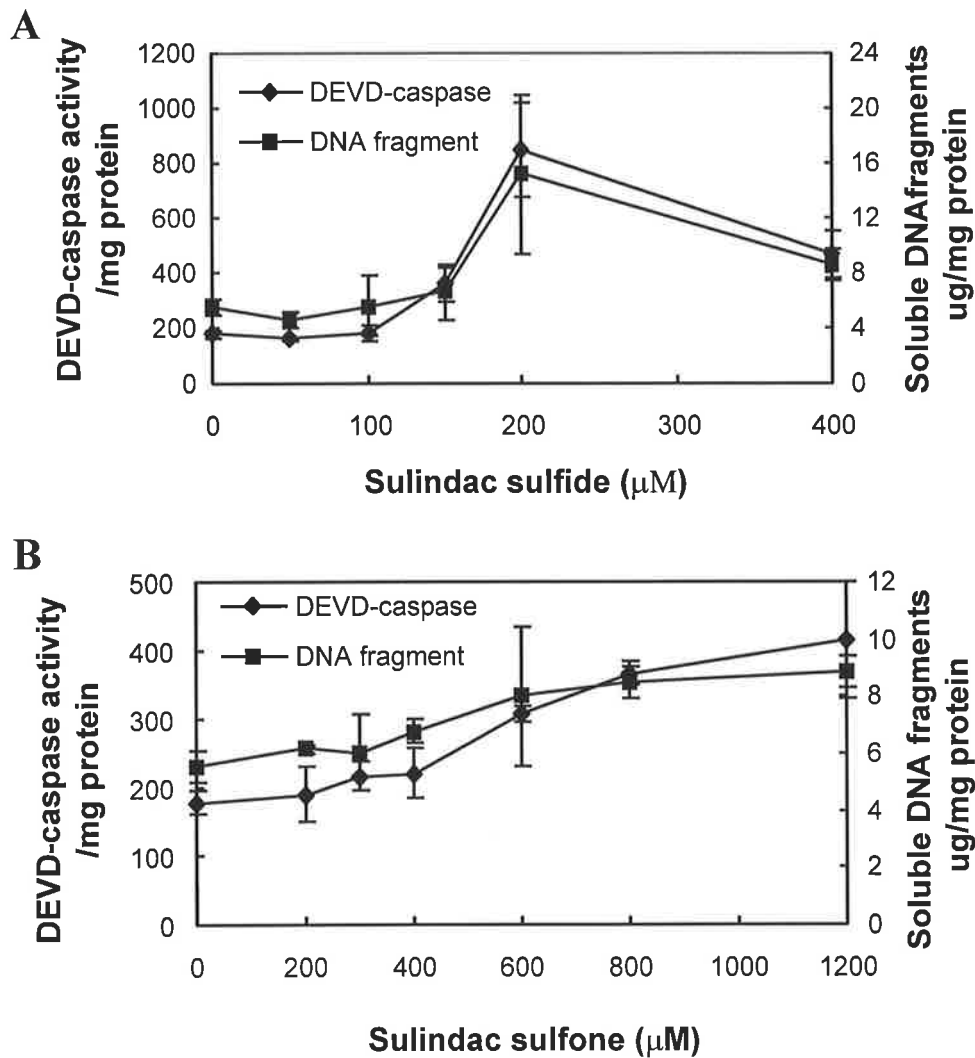 A
DEVD-caspase activity
/mg protein
1200
1000
800
600
400
200
0
DEVD-caspase
DNA fragment
24
20
16
12
8
4
0
Soluble DNAfragments
ug/mg protein
0 100 200 300 400
Sulindac sulfide (μM)
B
DEVD-caspase activity
/mg protein
500
400
300
200
100
0
DEVD-caspase
DNA fragment
12
10
8
6
4
2
0
Soluble DNA fragments
ug/mg protein
0 200 400 600 800 1000 1200
Sulindac sulfone (μM)